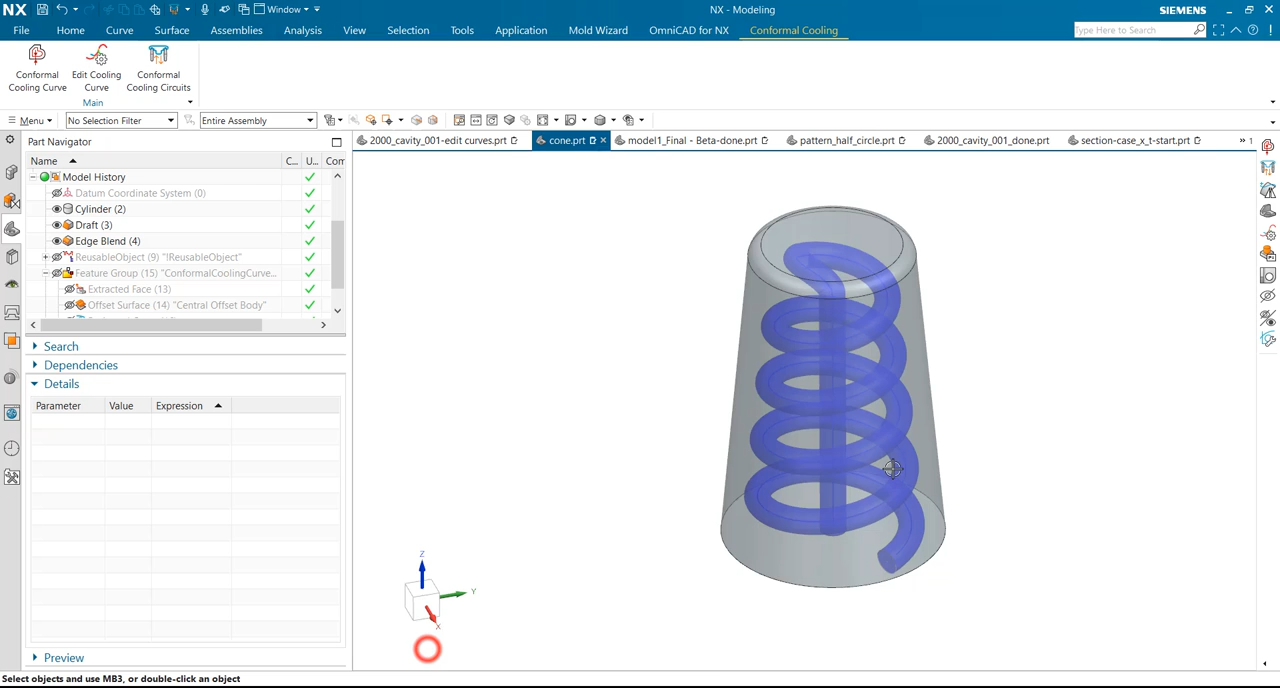 NX Window NX - Modeling SIEMENS
File Home Curve Surface Assemblies Analysis View Selection Tools Application Mold Wizard OmniCAD for NX Conformal Cooling Type Here to Search
Conformal Cooling Curve
Edit Cooling Curve
Conformal Cooling Circuits
Main
Menu No Selection Filter Entire Assembly
Part Navigator
2000_cavity_001-edit curves.prt cone.prt model1_Final - Beta-done.prt pattern_half_circle.prt 2000_cavity_001_done.prt section-case_x_t-start.prt 1
Name C... U... Com
Model History
Datum Coordinate System (0)
Cylinder (2)
Draft (3)
Edge Blend (4)
ReusableObject (9) "IReusableObject"
Feature Group (15) "ConformalCoolingCurve...
Extracted Face (13)
Offset Surface (14) "Central Offset Body"
Search
Dependencies
Details
Parameter Value Expression
Preview
Z
Y
X
Select objects and use MB3, or double-click an object